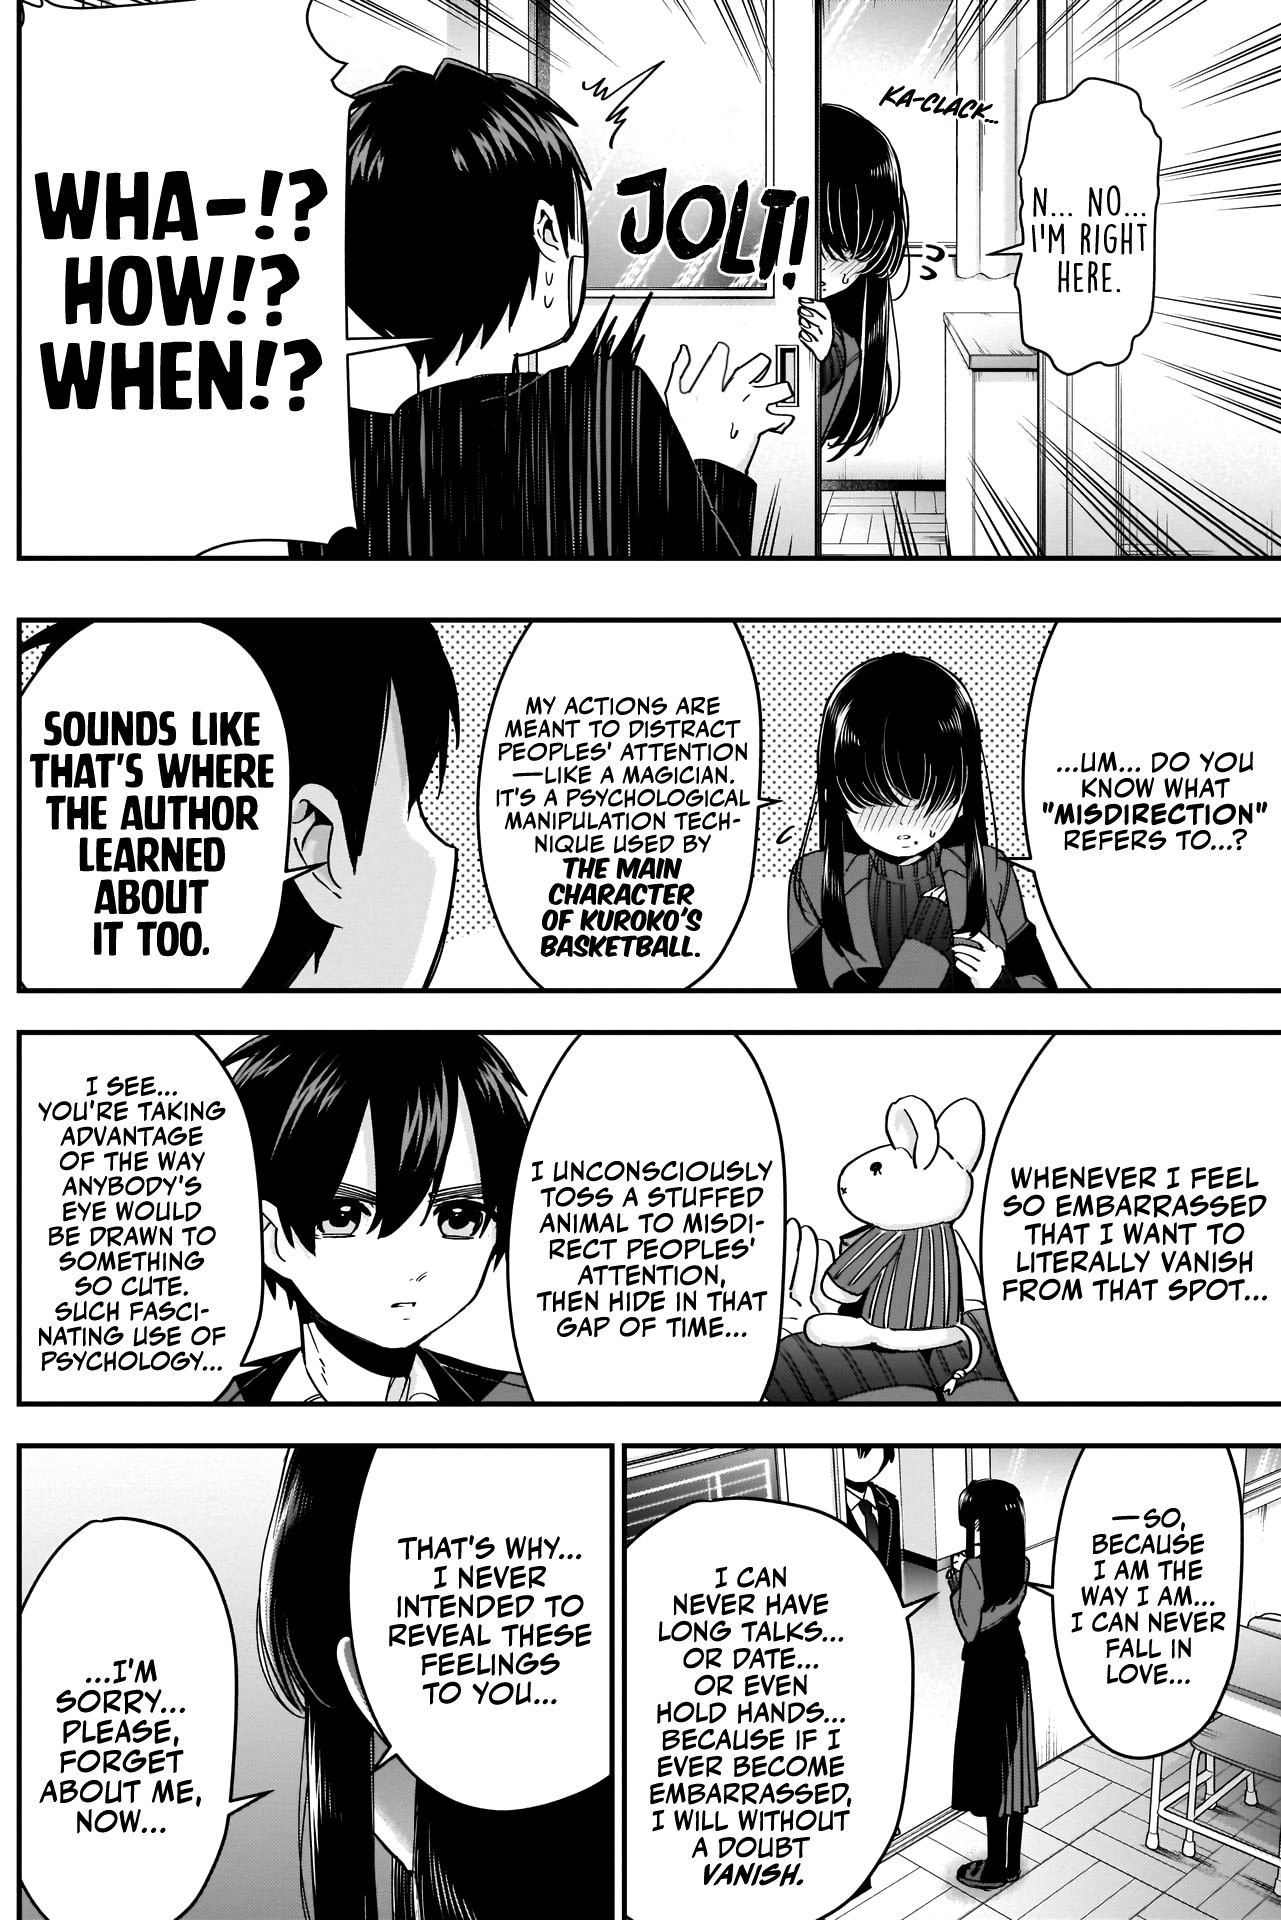 N... NO...
I'M RIGHT
HERE.
KA-CLACK...
JOLT!
WHA-!?
HOW!?
WHEN!?
...UM... DO YOU
KNOW WHAT
"MISDIRECTION"
REFERS TO...?
MY ACTIONS ARE
MEANT TO DISTRACT
PEOPLES' ATTENTION
—LIKE A MAGICIAN.
IT'S A PSYCHOLOGICAL
MANIPULATION TECH-
NIQUE USED BY
THE MAIN
CHARACTER
OF KUROKO'S
BASKETBALL.
SOUNDS LIKE
THAT'S WHERE
THE AUTHOR
LEARNED
ABOUT
IT TOO.
WHENEVER I FEEL
SO EMBARRASSED
THAT I WANT TO
LITERALLY VANISH
FROM THAT SPOT...
I UNCONSCIOUSLY
TOSS A STUFFED
ANIMAL TO MISDI-
RECT PEOPLES'
ATTENTION,
THEN HIDE IN THAT
GAP OF TIME...
I SEE...
YOU'RE TAKING
ADVANTAGE
OF THE WAY
ANYBODY'S
EYE WOULD
BE DRAWN TO
SOMETHING
SO CUTE.
SUCH FASCI-
NATING USE OF
PSYCHOLOGY...
—SO,
BECAUSE
I AM THE
WAY I AM...
I CAN NEVER
FALL IN
LOVE...
I CAN
NEVER HAVE
LONG TALKS...
OR DATE...
OR EVEN
HOLD HANDS...
BECAUSE IF I
EVER BECOME
EMBARRASSED,
I WILL WITHOUT
A DOUBT
VANISH.
THAT'S WHY...
I NEVER
INTENDED TO
REVEAL THESE
FEELINGS
TO YOU...
...I'M
SORRY...
PLEASE,
FORGET
ABOUT ME,
NOW...